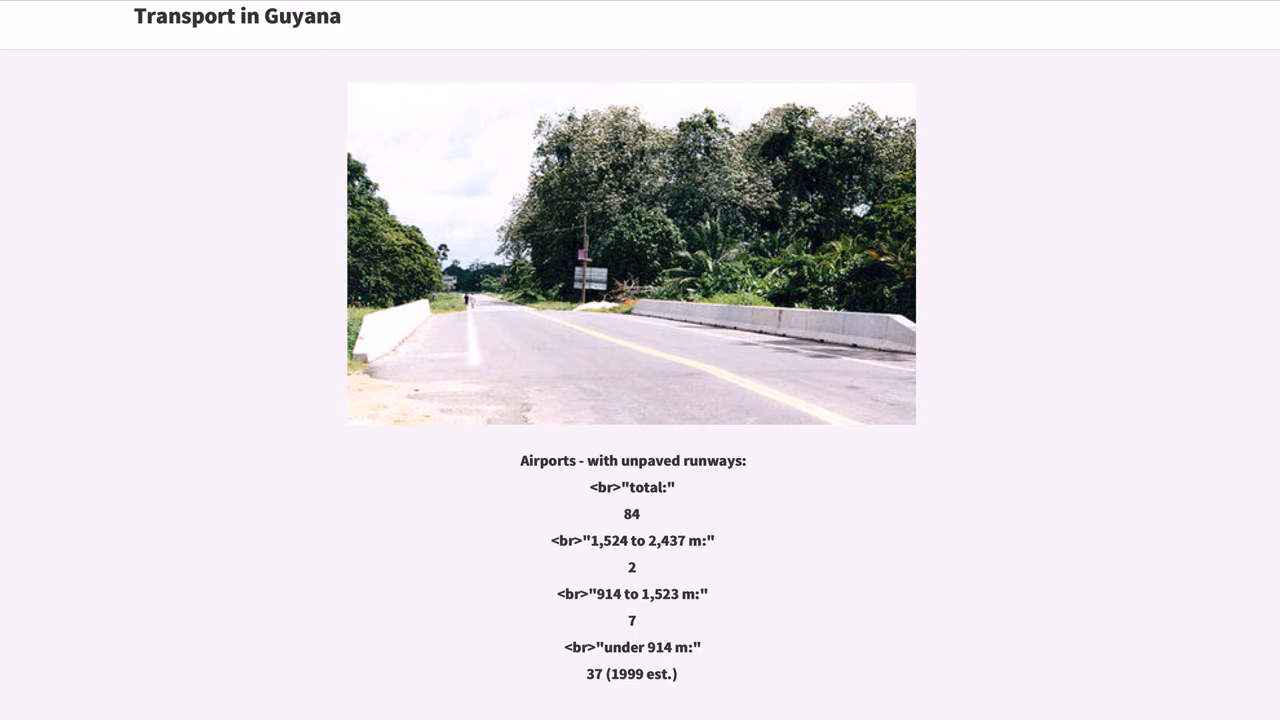 Transport in Guyana
Airports - with unpaved runways:
<br>"total:"
84
<br>"1,524 to 2,437 m:"
2
<br>"914 to 1,523 m:"
7
<br>"under 914 m:"
37 (1999 est.)